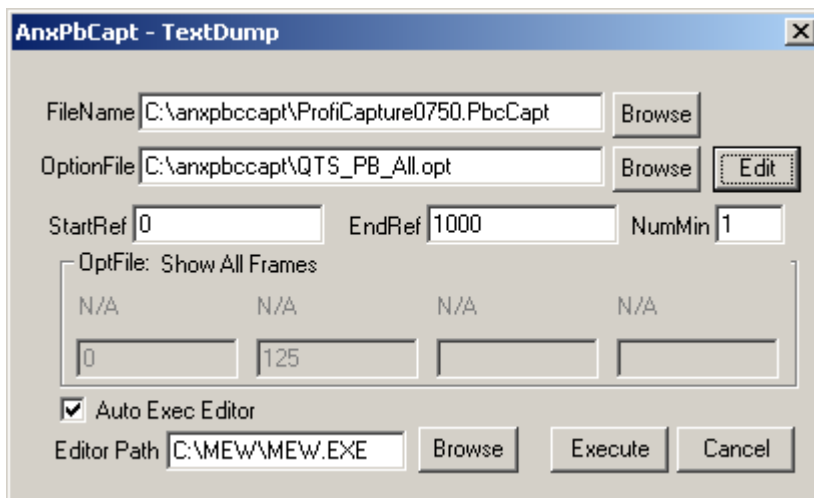 AnxPbCapt - TextDump
FileName C:\anxpbccapt\ProfiCapture0750.PbcCapt Browse
OptionFile C:\anxpbccapt\QTS_PB_All.opt Browse Edit
StartRef 0 EndRef 1000 NumMin 1
OptFile: Show All Frames
N/A N/A N/A N/A
0 125
Auto Exec Editor
Editor Path C:\MEW\MEW.EXE Browse Execute Cancel